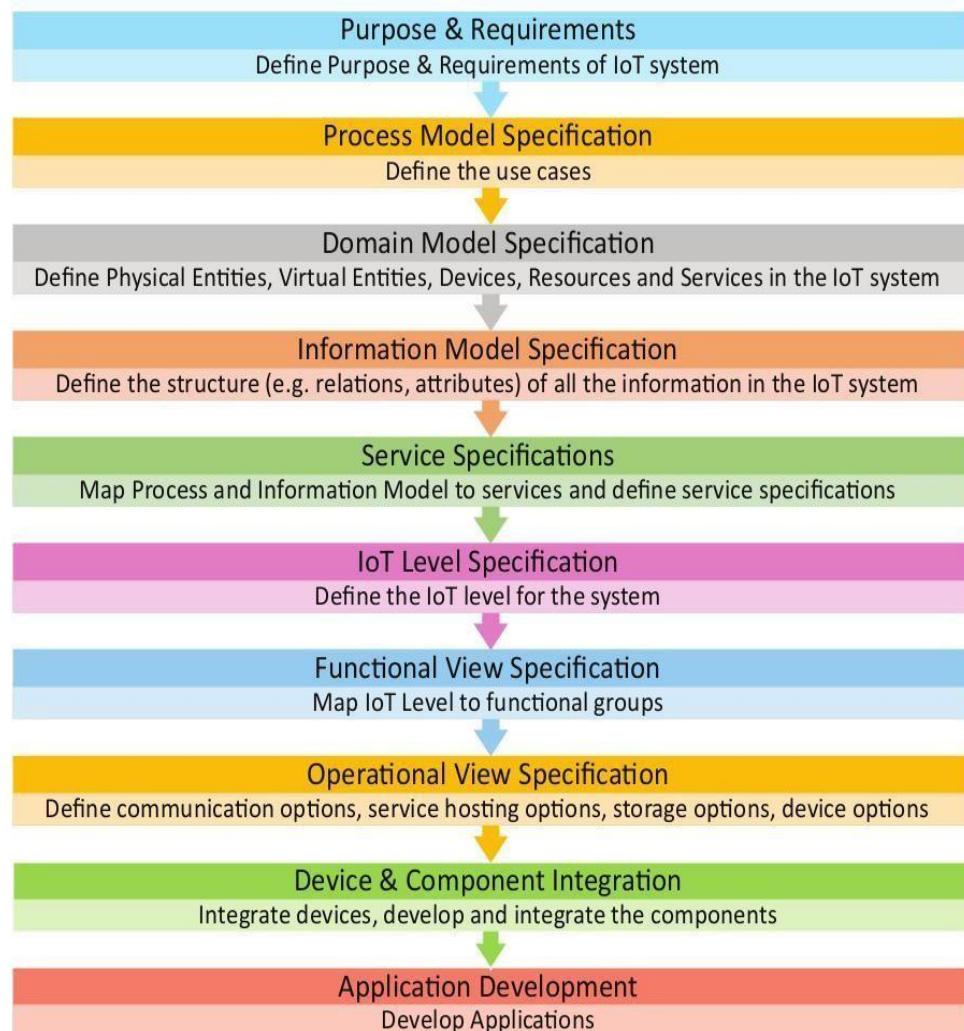 Purpose & Requirements
Define Purpose & Requirements of IoT system
Process Model Specification
Define the use cases
Domain Model Specification
Define Physical Entities, Virtual Entities, Devices, Resources and Services in the IoT system
Information Model Specification
Define the structure (e.g. relations, attributes) of all the information in the IoT system
Service Specifications
Map Process and Information Model to services and define service specifications
IoT Level Specification
Define the IoT level for the system
Functional View Specification
Map IoT Level to functional groups
Operational View Specification
Define communication options, service hosting options, storage options, device options
Device & Component Integration
Integrate devices, develop and integrate the components
Application Development
Develop Applications